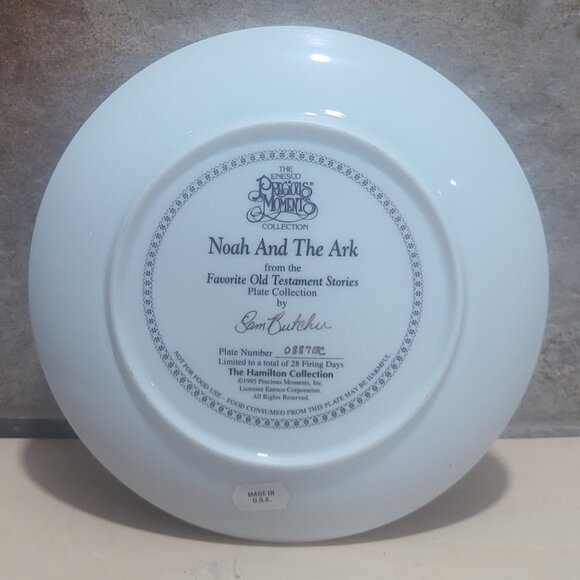 THE
ENESCO
Precious®
Moments
COLLECTION
Noah And The Ark
from the
Favorite Old Testament Stories
Plate Collection
by
Sam Butcher
Plate Number 0887BC
Limited to a total of 28 Firing Days
The Hamilton Collection
©1995 Precious Moments, Inc.
Licensee Enesco Corporation.
All Rights Reserved.
NOT FOR FOOD USE - FOOD CONSUMED FROM THIS PLATE MAY BE HARMFUL
MADE IN
U.S.A.